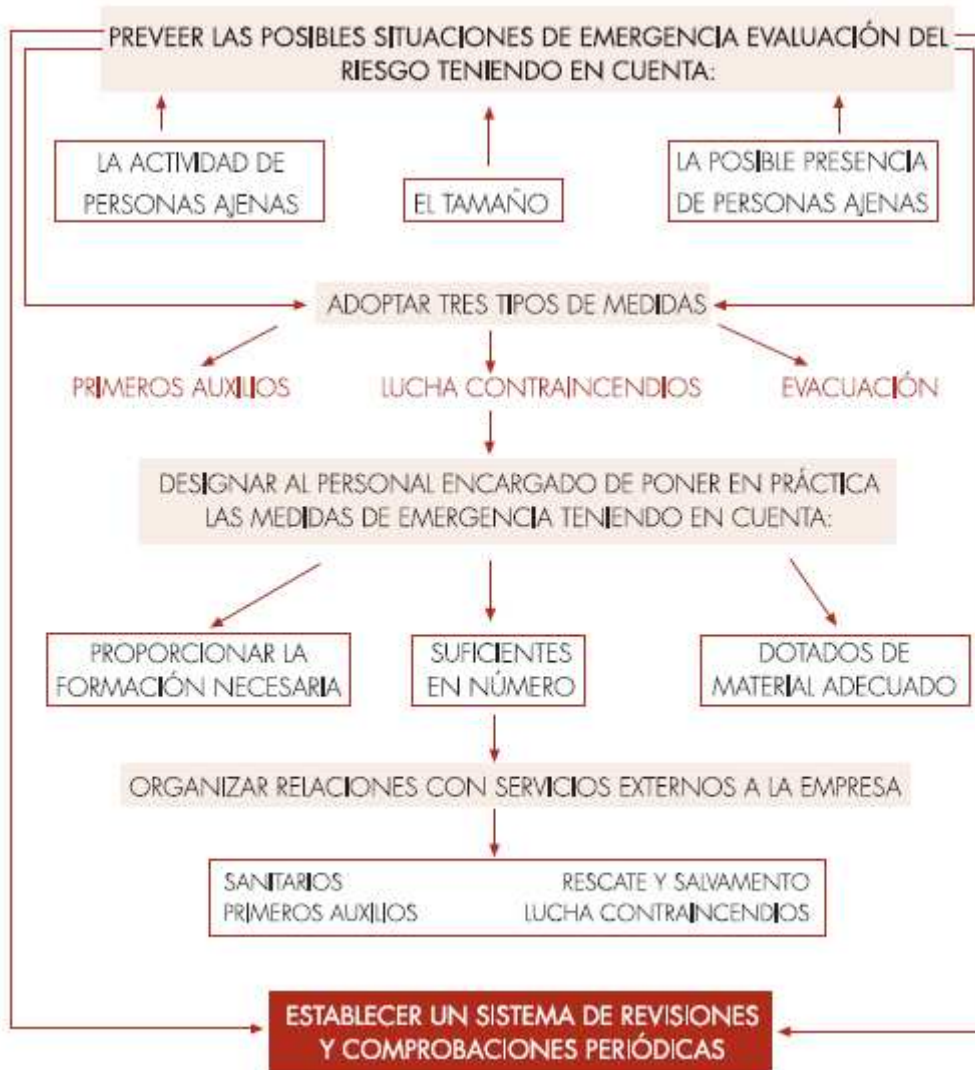 PREVEER LAS POSIBLES SITUACIONES DE EMERGENCIA EVALUACIÓN DEL
RIESGO TENIENDO EN CUENTA:
LA ACTIVIDAD DE
PERSONAS AJENAS
EL TAMAÑO
LA POSIBLE PRESENCIA
DE PERSONAS AJENAS
ADOPTAR TRES TIPOS DE MEDIDAS
PRIMEROS AUXILIOS
LUCHA CONTRAINCENDIOS
EVACUACIÓN
DESIGNAR AL PERSONAL ENCARGADO DE PONER EN PRÁCTICA
LAS MEDIDAS DE EMERGENCIA TENIENDO EN CUENTA:
PROPORCIONAR LA
FORMACIÓN NECESARIA
SUFICIENTES
EN NÚMERO
DOTADOS DE
MATERIAL ADECUADO
ORGANIZAR RELACIONES CON SERVICIOS EXTERNOS A LA EMPRESA
SANITARIOS
PRIMEROS AUXILIOS
RESCATE Y SALVAMENTO
LUCHA CONTRAINCENDIOS
ESTABLECER UN SISTEMA DE REVISIONES
Y COMPROBACIONES PERIÓDICAS